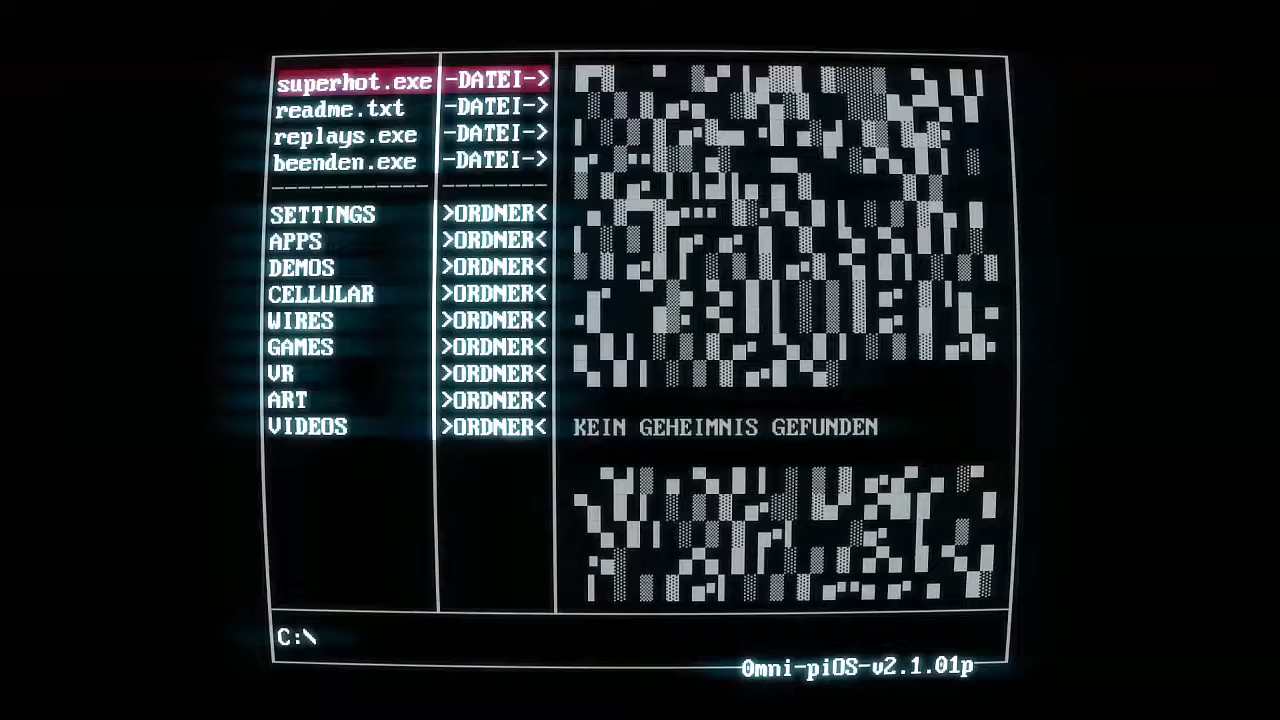 superhot.exe -DATEI->
readme.txt -DATEI->
replays.exe -DATEI->
beenden.exe -DATEI->
SETTINGS >ORDNER<
APPS >ORDNER<
DEMOS >ORDNER<
CELLULAR >ORDNER<
WIRES >ORDNER<
GAMES >ORDNER<
VR >ORDNER<
ART >ORDNER<
VIDEOS >ORDNER<
KEIN GEHEIMNIS GEFUNDEN
C:\
0mni-piOS-v2.1.01p